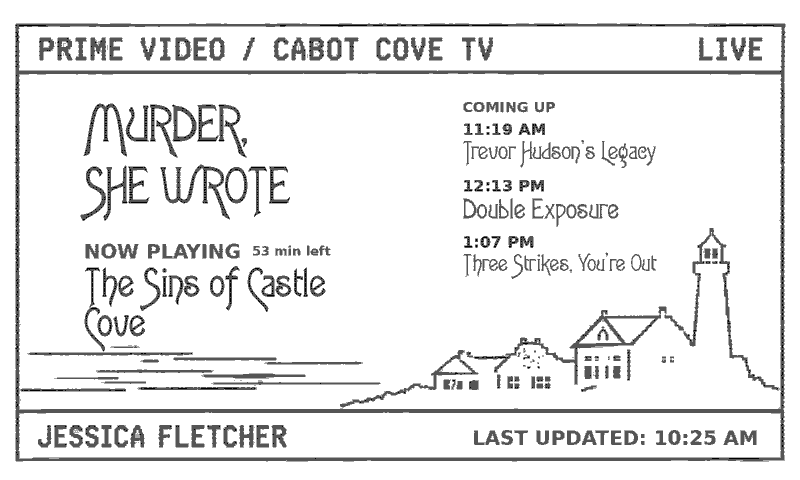 PRIME VIDEO / CABOT COVE TV
LIVE
MURDER,
SHE WROTE
NOW PLAYING 53 min left
The Sins of Castle
Cove
COMING UP
11:19 AM
Trevor Hudson's Legacy
12:13 PM
Double Exposure
1:07 PM
Three Strikes, You're Out
JESSICA FLETCHER
LAST UPDATED: 10:25 AM